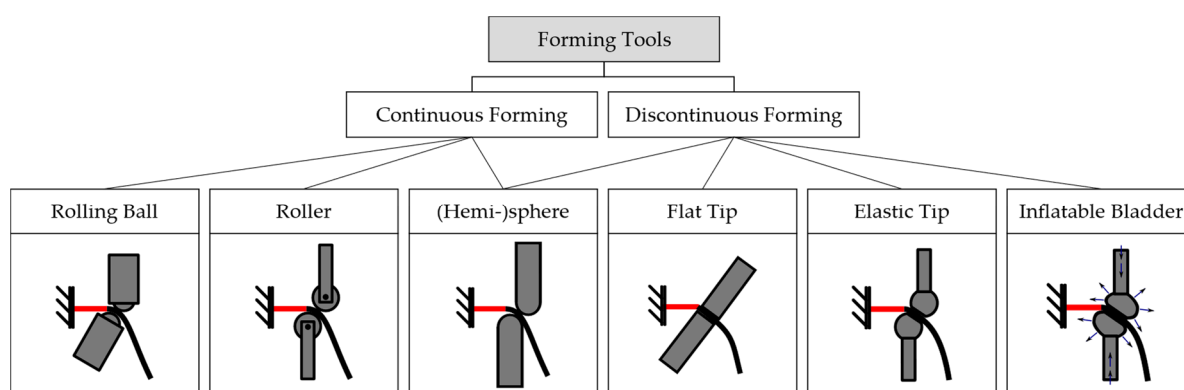 Forming Tools
Continuous Forming
Discontinuous Forming
Rolling Ball
Roller
(Hemi-)sphere
Flat Tip
Elastic Tip
Inflatable Bladder